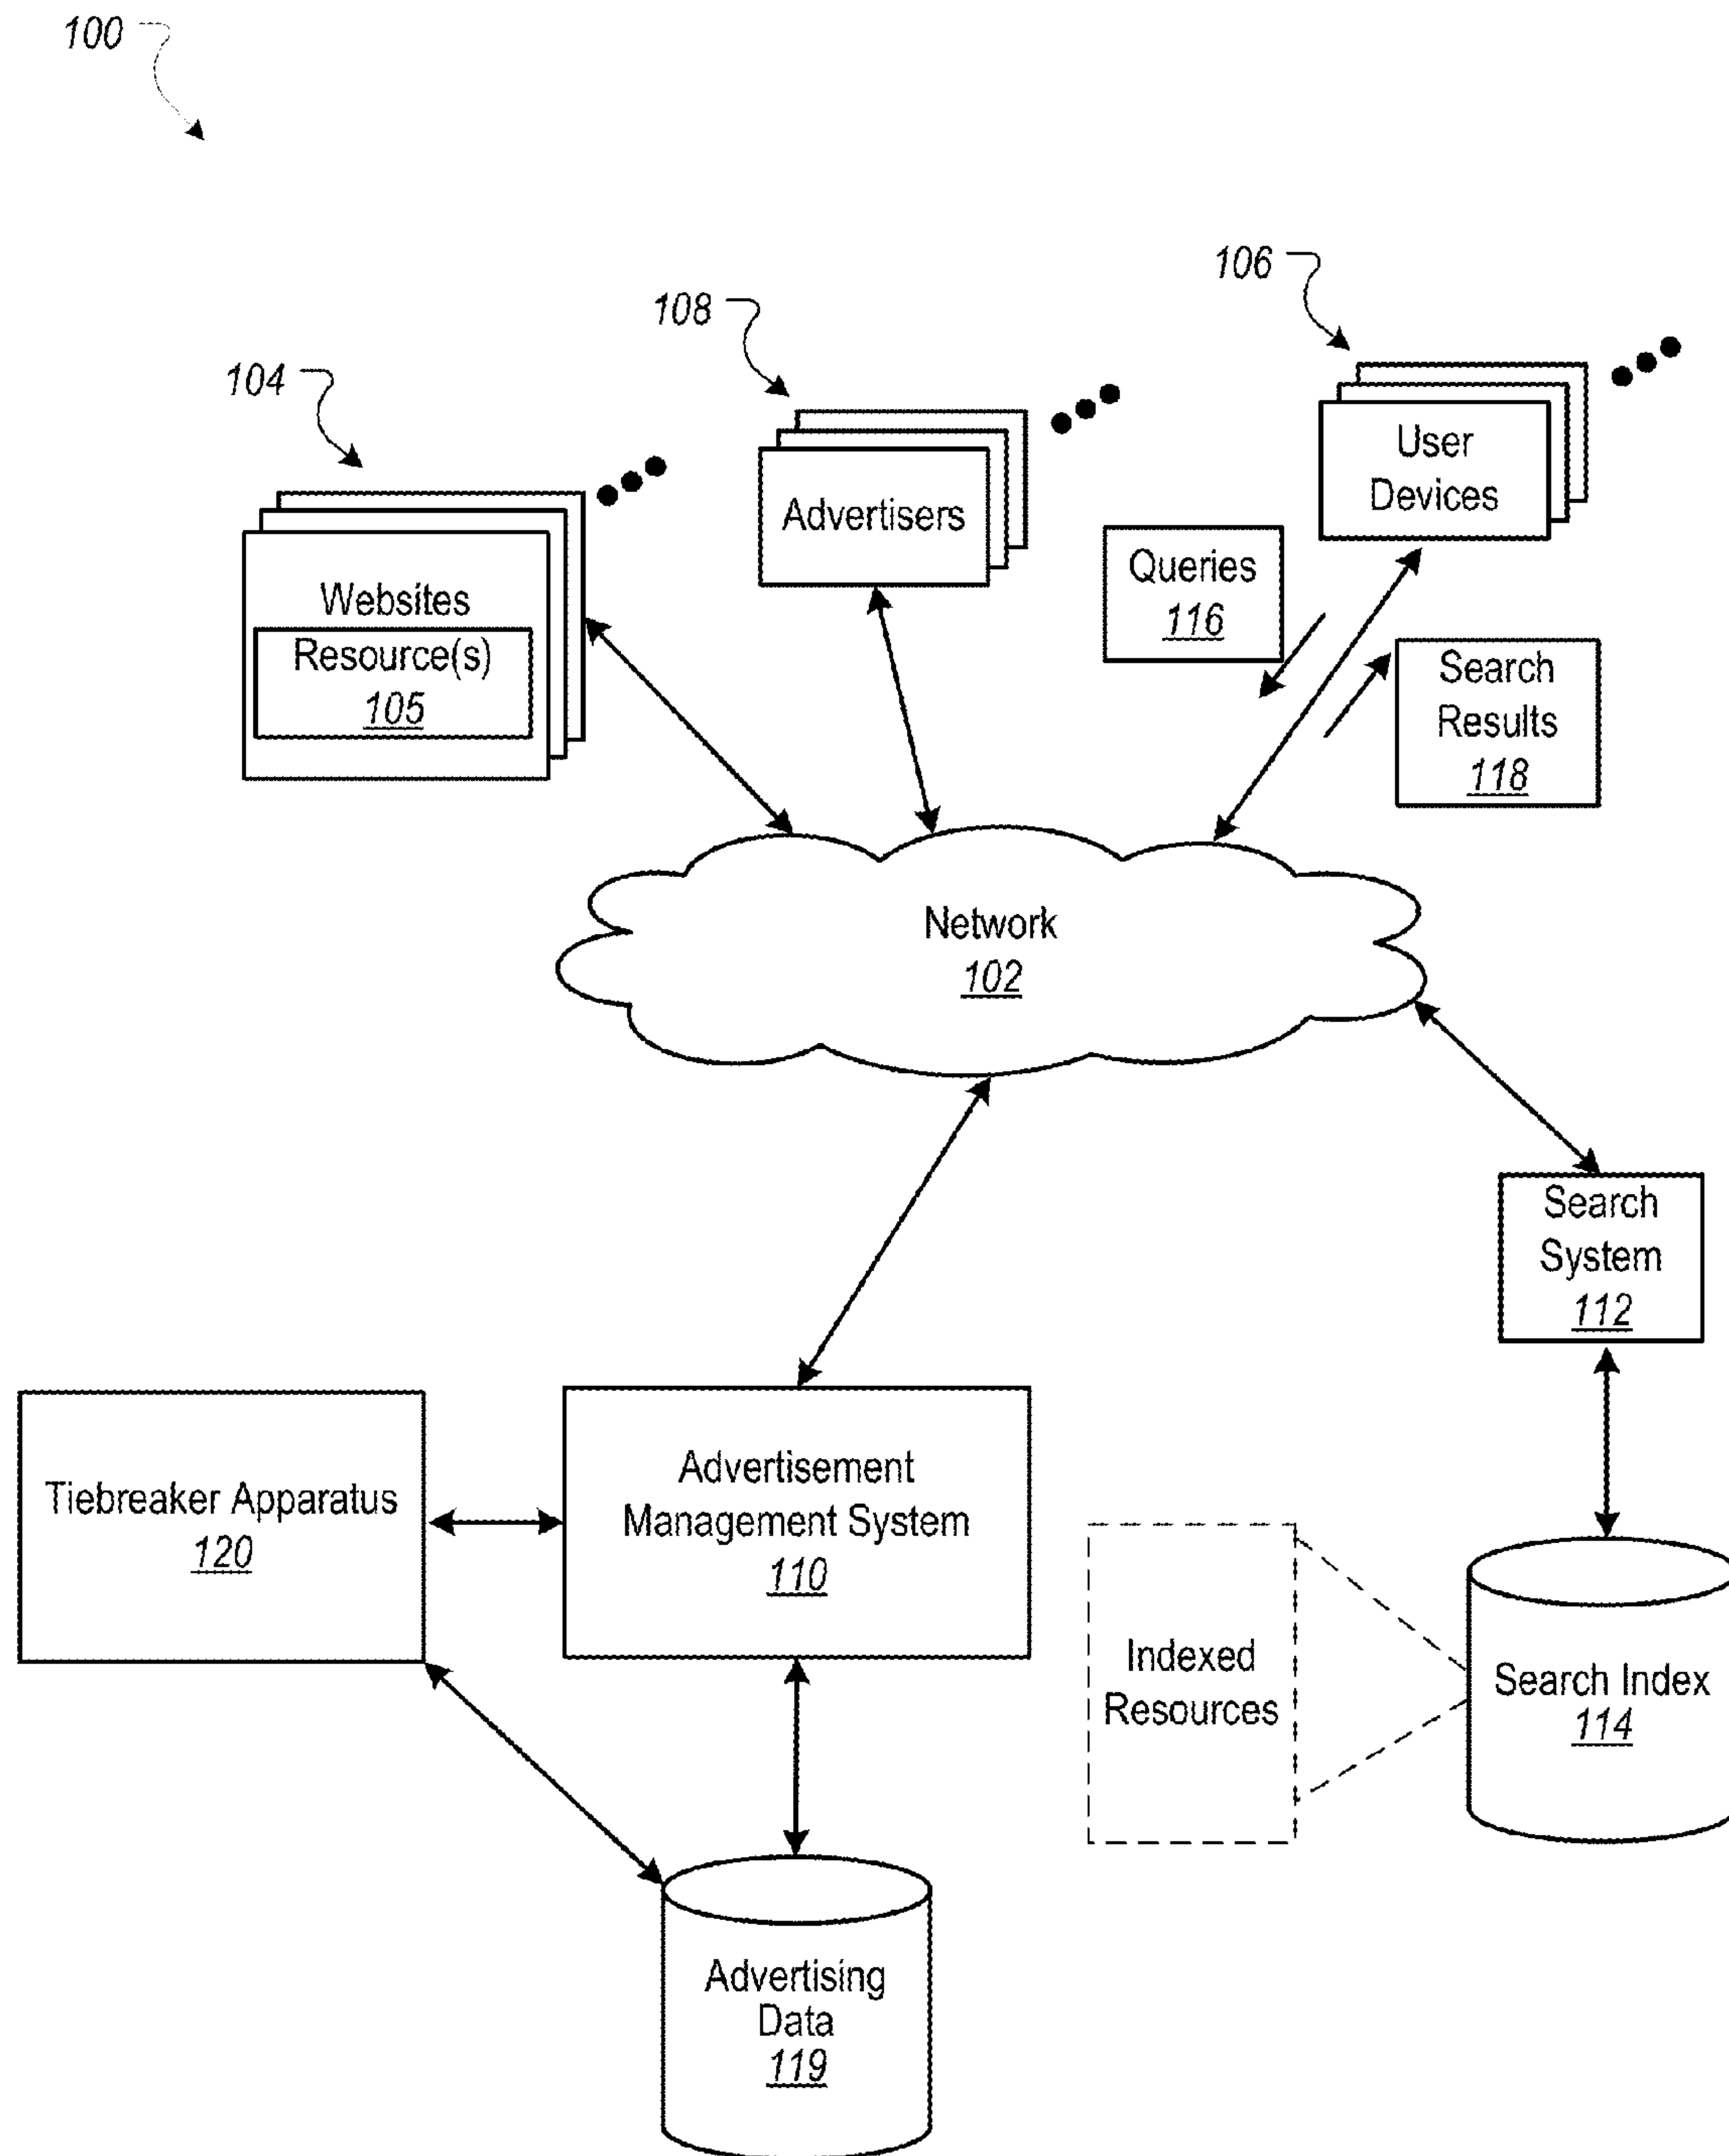 100
106
108
104
User
Devices
Advertisers
Queries
116
Websites
Resource(s)
105
Search
Results
118
Network
102
Search
System
112
Tiebreaker Apparatus
120
Advertisement
Management System
110
Indexed
Resources
Search Index
114
Advertising
Data
119